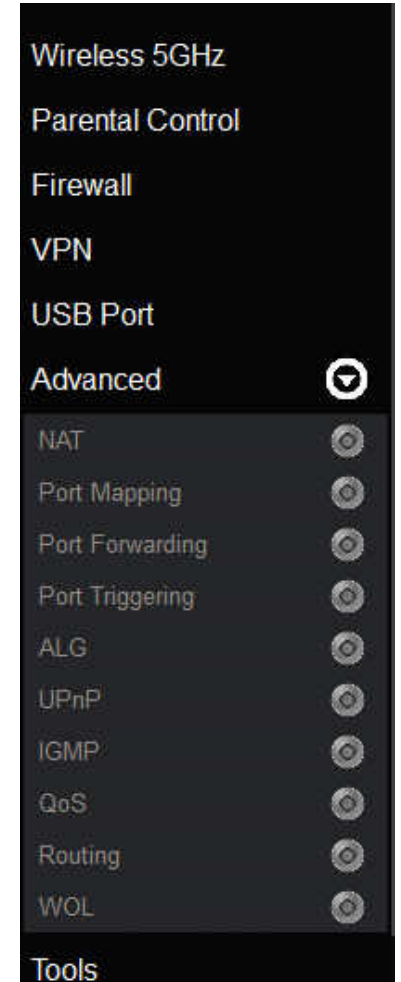 Wireless 5GHz
Parental Control
Firewall
VPN
USB Port
Advanced
NAT
Port Mapping
Port Forwarding
Port Triggering
ALG
UPnP
IGMP
QoS
Routing
WOL
Tools